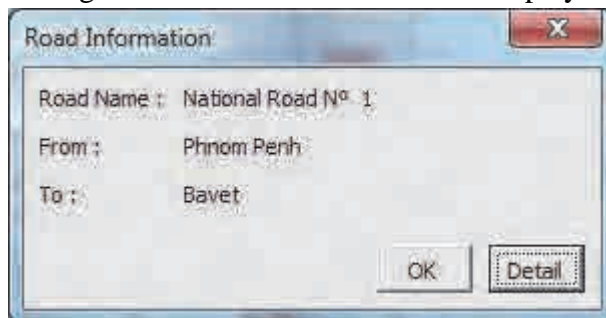 Road Information
Road Name : National Road Nº 1
From : Phnom Penh
To : Bavet
OK Detail